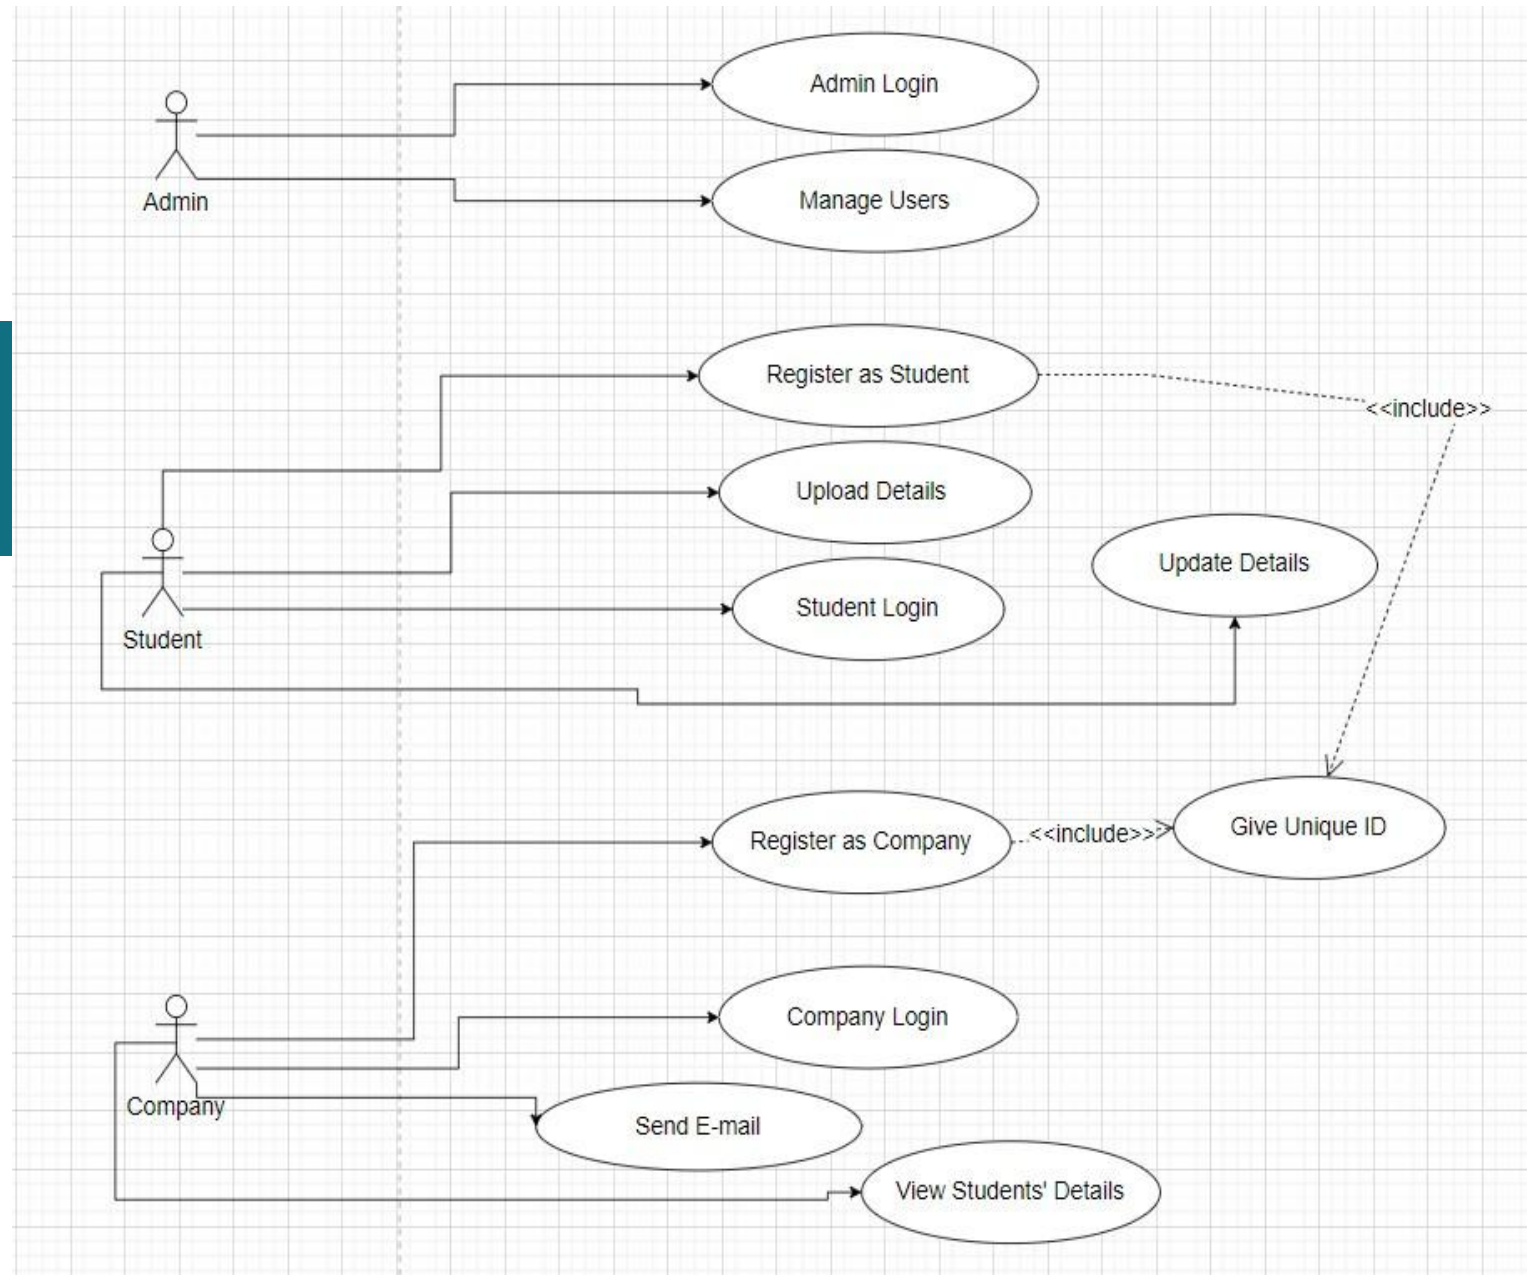 Admin Login
Manage Users
Admin
Register as Student
<<include>>
Upload Details
Update Details
Student Login
Student
Register as Company
<<include>>
Give Unique ID
Company Login
Company
Send E-mail
View Students' Details